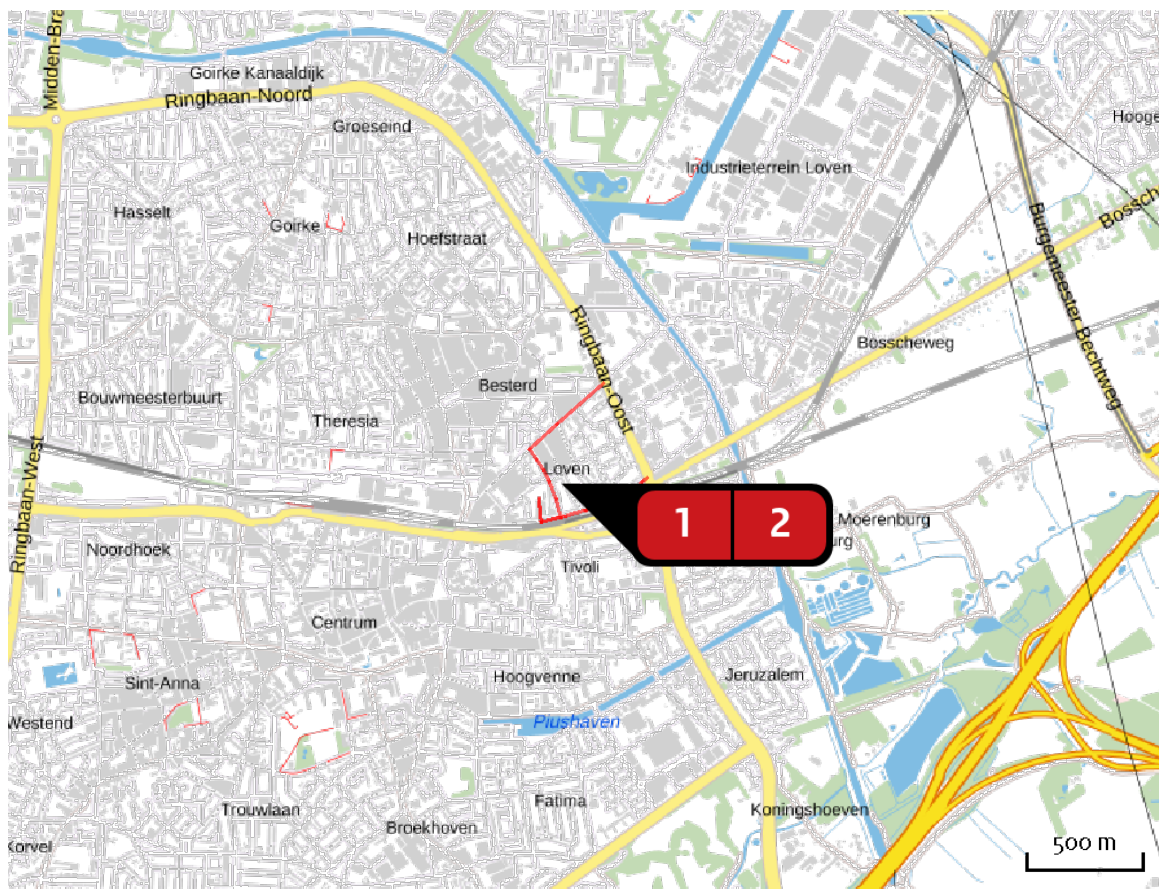 Midden-Bra
Goirke Kanaaldijk
Ringbaan-Noord
Groeseind
Hooge
Industrieterrein Loven
Hasselt
Goirke
Hoefstraat
Bossch
Burgemeester Bechtweg
Ringbaan-Oost
Bosscheweg
Besterd
Bouwmeesterbuurt
Theresia
Ringbaan-West
Loven
1 2
Moerenburg
urg
Noordhoek
Tivoli
Centrum
Hoogvenne
Jeruzalem
Sint-Anna
Westend
Piushaven
Fatima
Koningshoeven
Trouwlaan
Broekhoven
Korvel
500 m